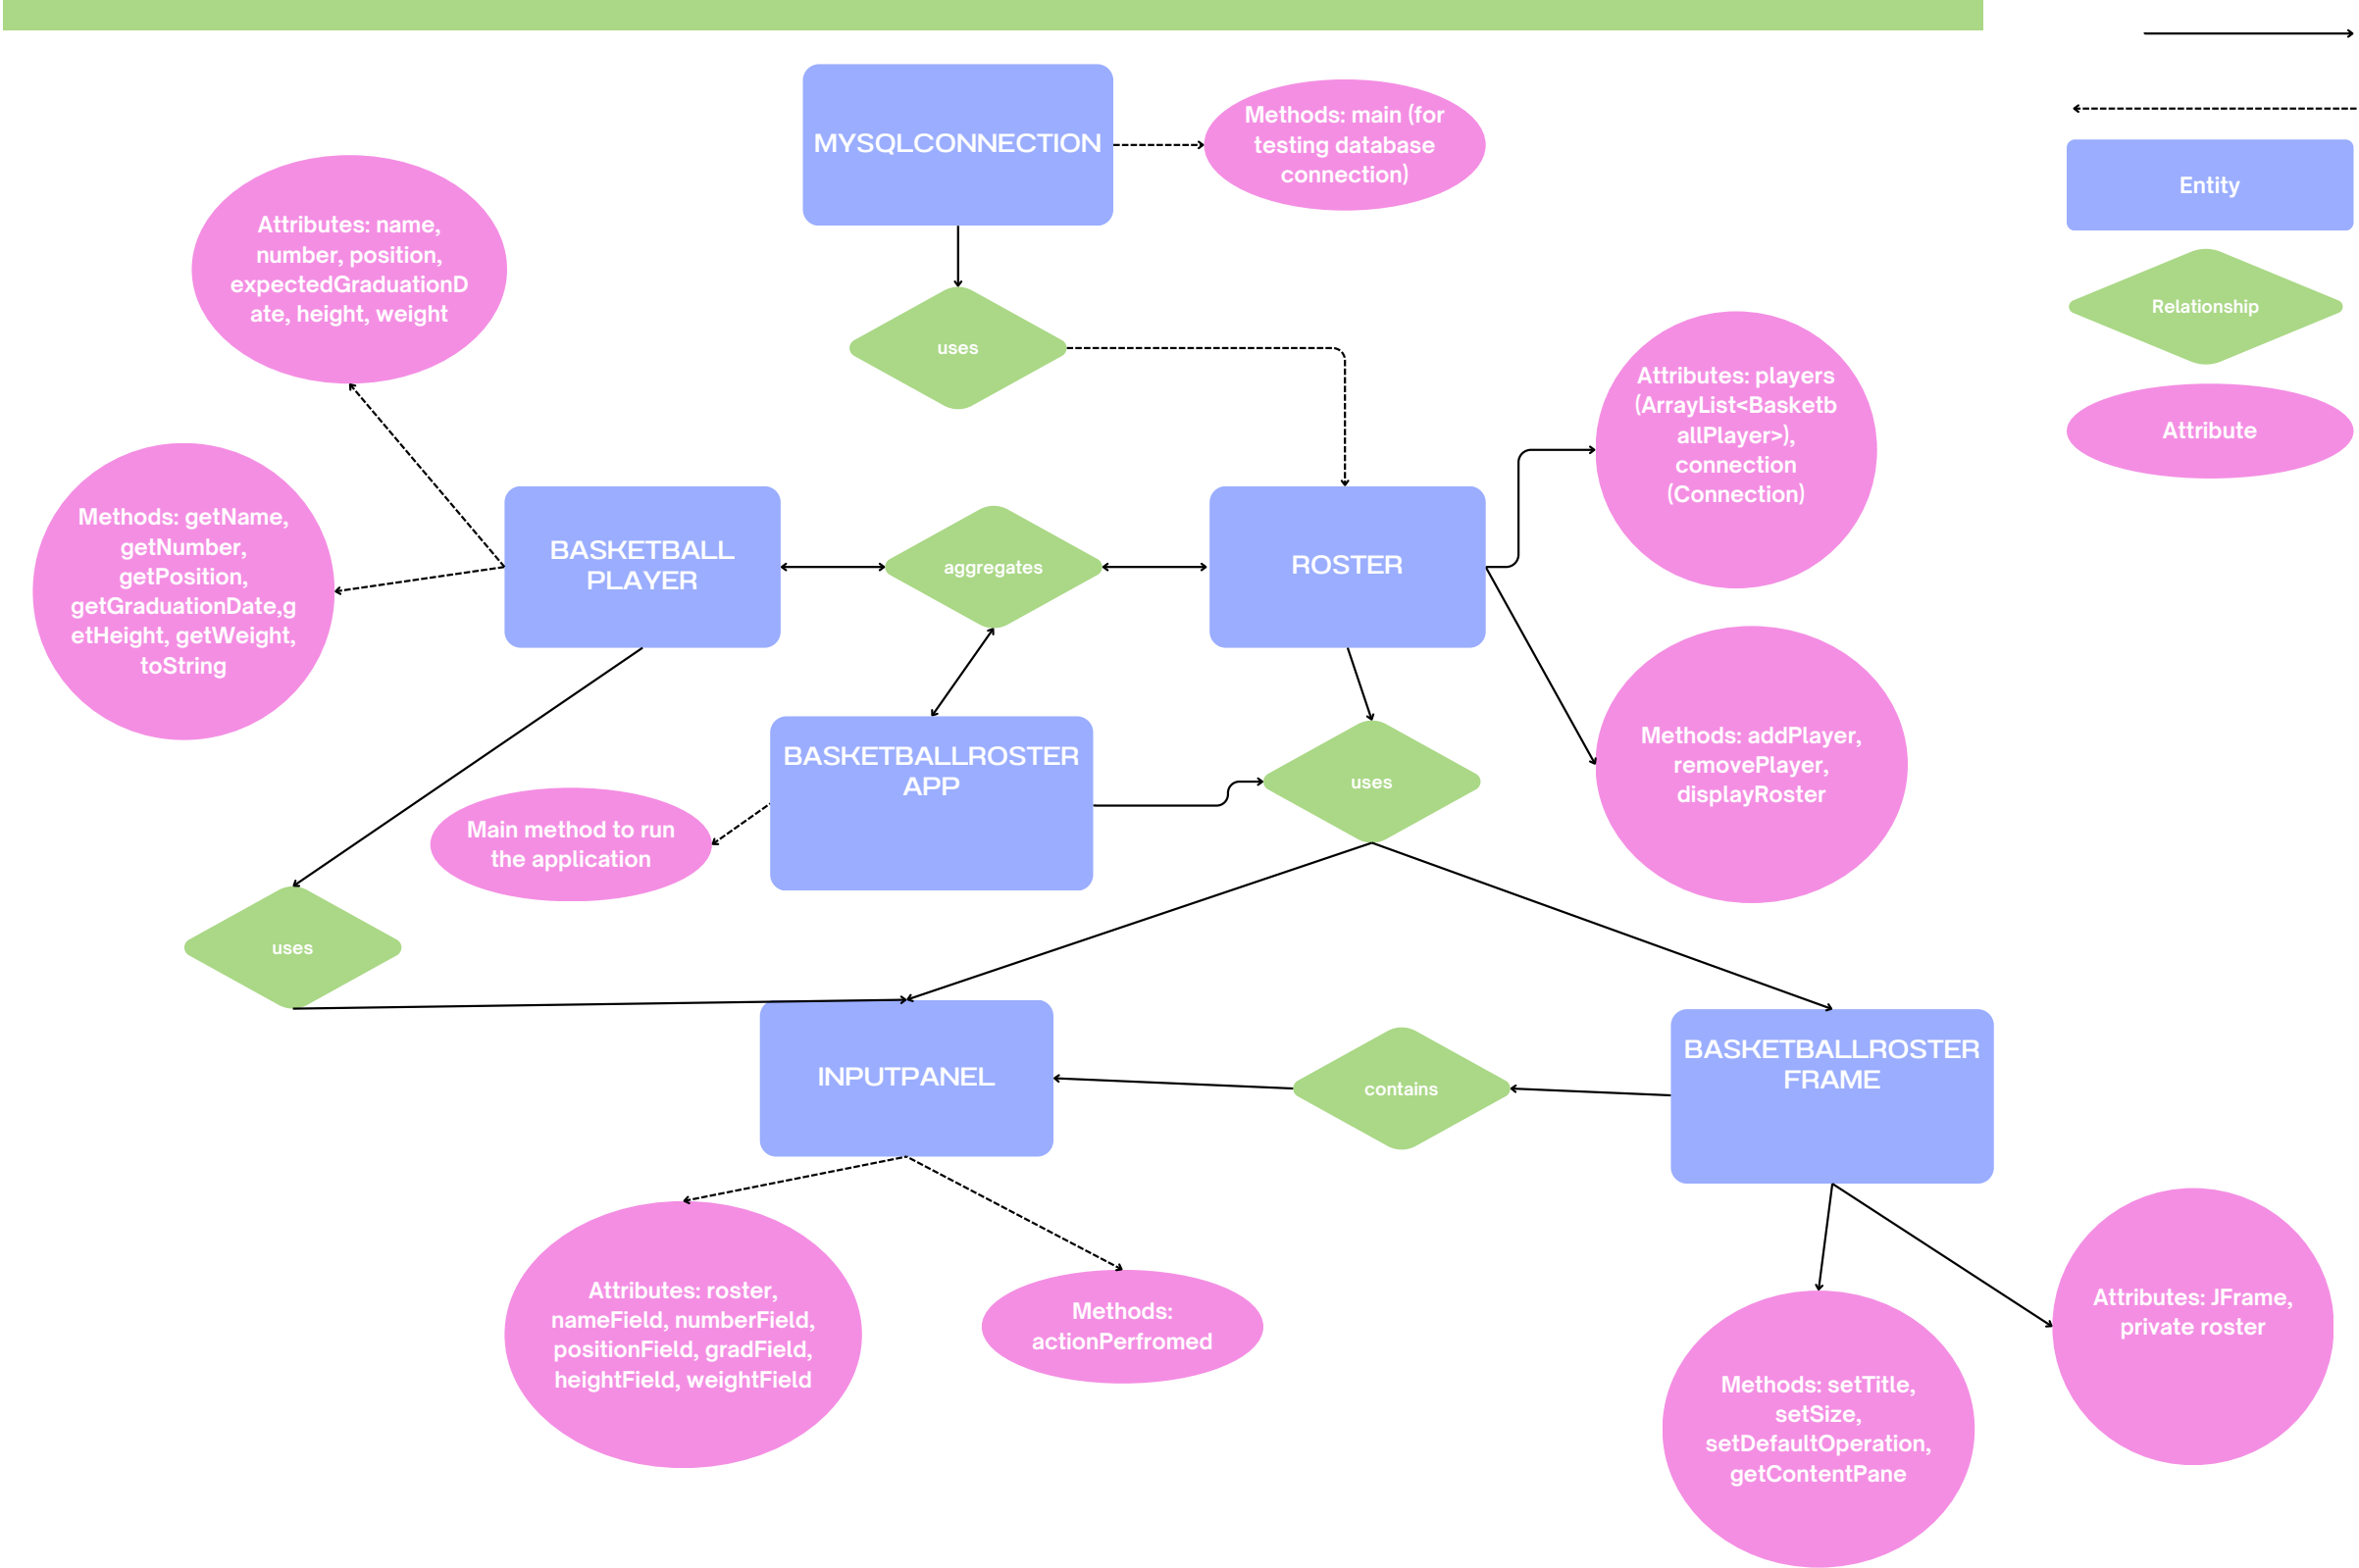 MYSQLCONNECTION
Methods: main (for
testing database
connection)
Entity
Relationship
Attribute
Attributes: name,
number, position,
expectedGraduationD
ate, height, weight
uses
Attributes: players
(ArrayList<Basketb
allPlayer>),
connection
(Connection)
Methods: getName,
getNumber,
getPosition,
getGraduationDate,g
etHeight, getWeight,
toString
BASKETBALL
PLAYER
aggregates
ROSTER
Methods: addPlayer,
removePlayer,
displayRoster
BASKETBALLROSTER
APP
uses
Main method to run
the application
uses
INPUTPANEL
contains
BASKETBALLROSTER
FRAME
Attributes: roster,
nameField, numberField,
positionField, gradField,
heightField, weightField
Methods:
actionPerfromed
Attributes: JFrame,
private roster
Methods: setTitle,
setSize,
setDefaultOperation,
getContentPane